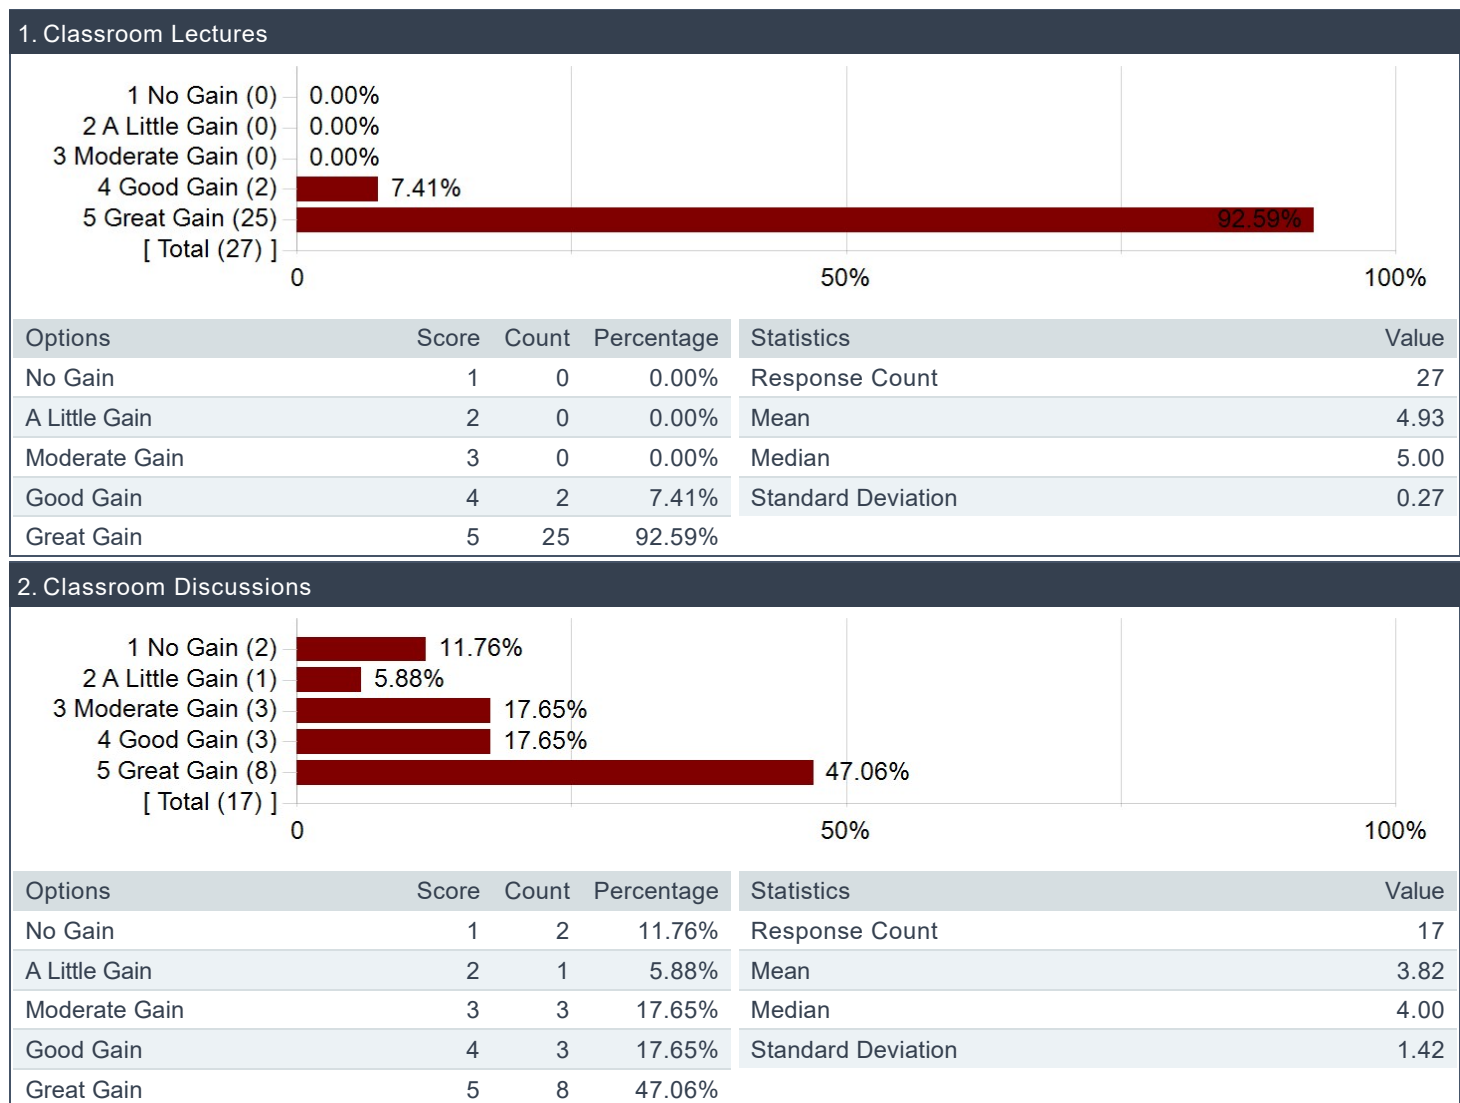 1. Classroom Lectures
1 No Gain (0) 0.00%
2 A Little Gain (0) 0.00%
3 Moderate Gain (0) 0.00%
4 Good Gain (2) 7.41%
5 Great Gain (25) 92.59%
[ Total (27) ]
0 50% 100%
Options Score Count Percentage Statistics Value
No Gain 1 0 0.00% Response Count 27
A Little Gain 2 0 0.00% Mean 4.93
Moderate Gain 3 0 0.00% Median 5.00
Good Gain 4 2 7.41% Standard Deviation 0.27
Great Gain 5 25 92.59%
2. Classroom Discussions
1 No Gain (2) 11.76%
2 A Little Gain (1) 5.88%
3 Moderate Gain (3) 17.65%
4 Good Gain (3) 17.65%
5 Great Gain (8) 47.06%
[ Total (17) ]
0 50% 100%
Options Score Count Percentage Statistics Value
No Gain 1 2 11.76% Response Count 17
A Little Gain 2 1 5.88% Mean 3.82
Moderate Gain 3 3 17.65% Median 4.00
Good Gain 4 3 17.65% Standard Deviation 1.42
Great Gain 5 8 47.06%